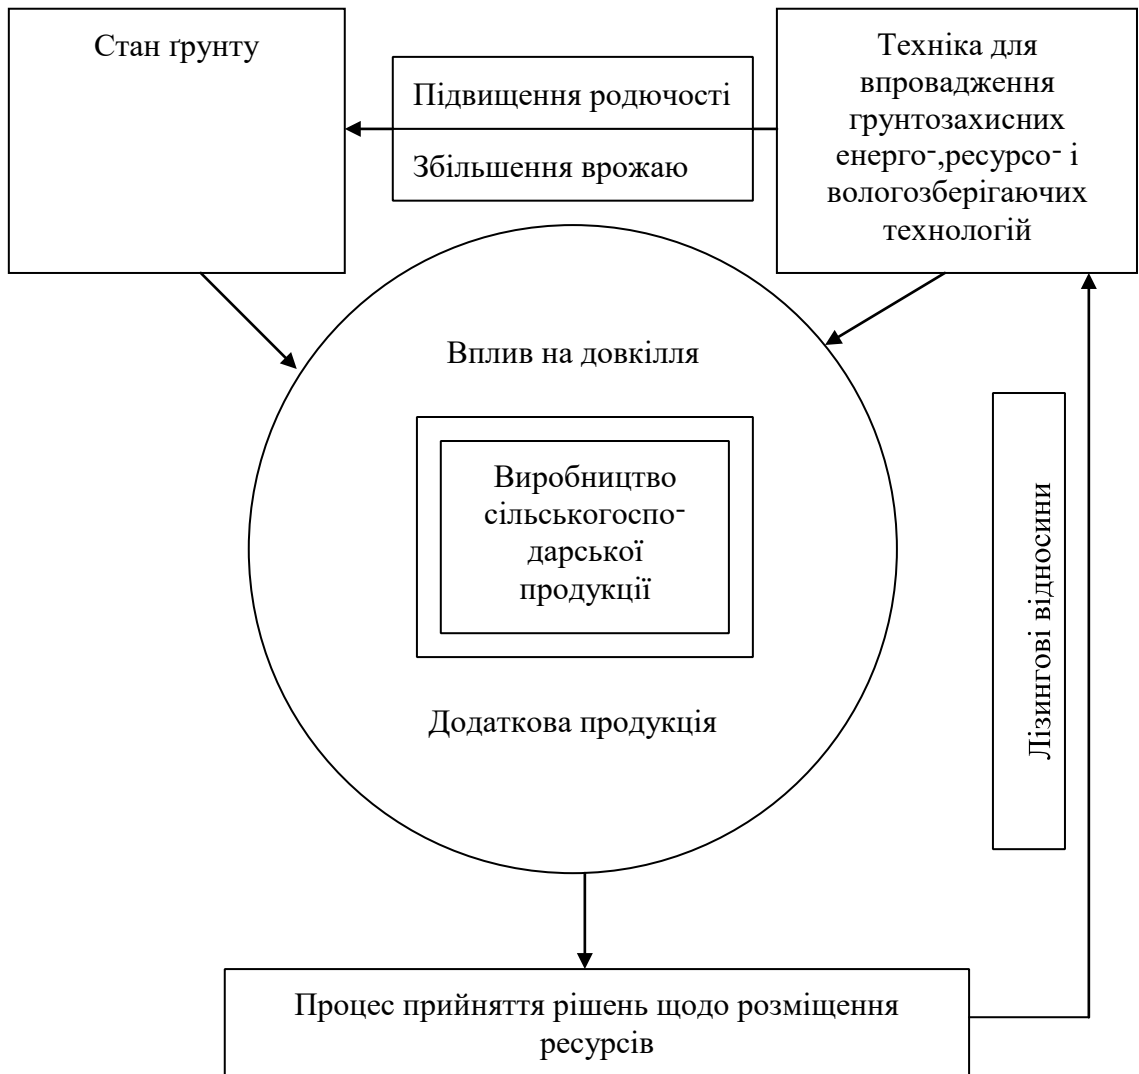 Стан ґрунту
Підвищення родючості
Збільшення врожаю
Техніка для
впровадження
грунтозахисних
енерго-,ресурсо- і
вологозберігаючих
технологій
Вплив на довкілля
Виробництво
сільськогоспо-
дарської
продукції
Додаткова продукція
Лізингові відносини
Процес прийняття рішень щодо розміщення
ресурсів